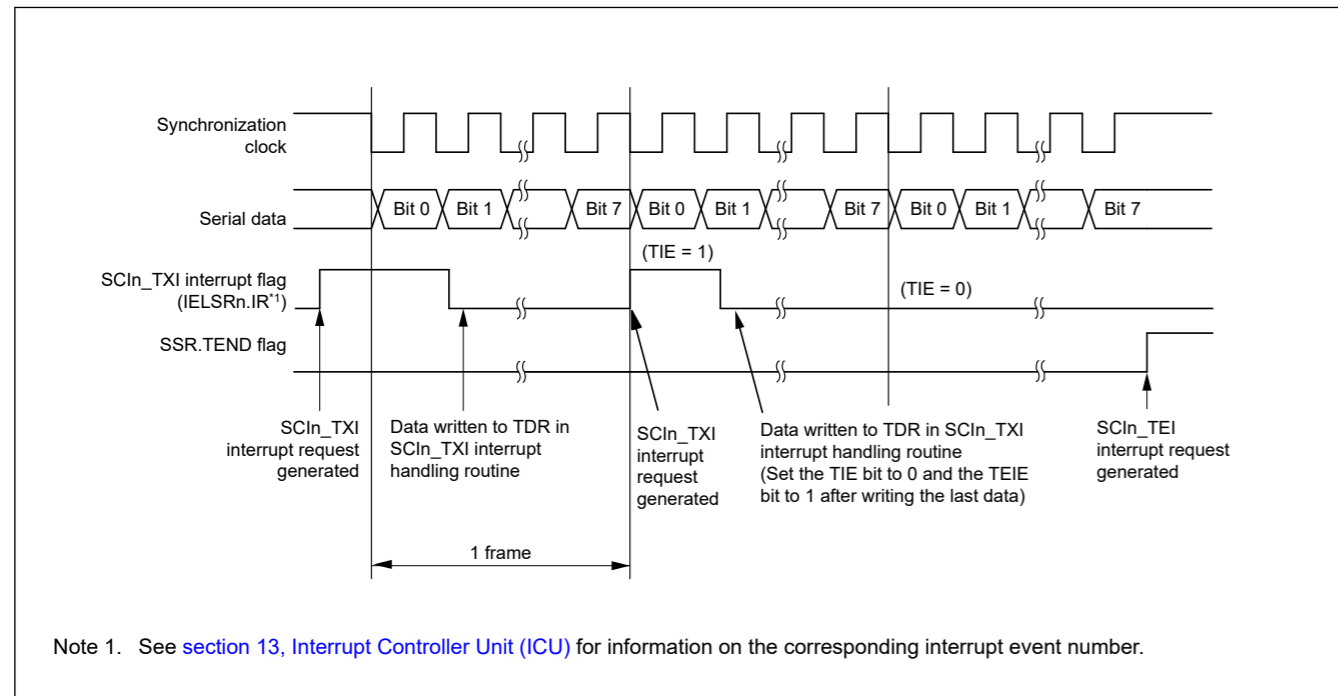 Synchronization
clock
Serial data
Bit 0 Bit 1 Bit 7 Bit 0 Bit 1 Bit 7 Bit 0 Bit 1 Bit 7
(TIE = 1)
SCIn_TXI interrupt flag
(IELSRn.IR*1)
(TIE = 0)
SSR.TEND flag
SCIn_TXI
interrupt request
generated
Data written to TDR in
SCIn_TXI interrupt
handling routine
SCIn_TXI
interrupt
request
generated
Data written to TDR in SCIn_TXI
interrupt handling routine
(Set the TIE bit to 0 and the TEIE
bit to 1 after writing the last data)
SCIn_TEI
interrupt request
generated
1 frame
Note 1. See section 13, Interrupt Controller Unit (ICU) for information on the corresponding interrupt event number.